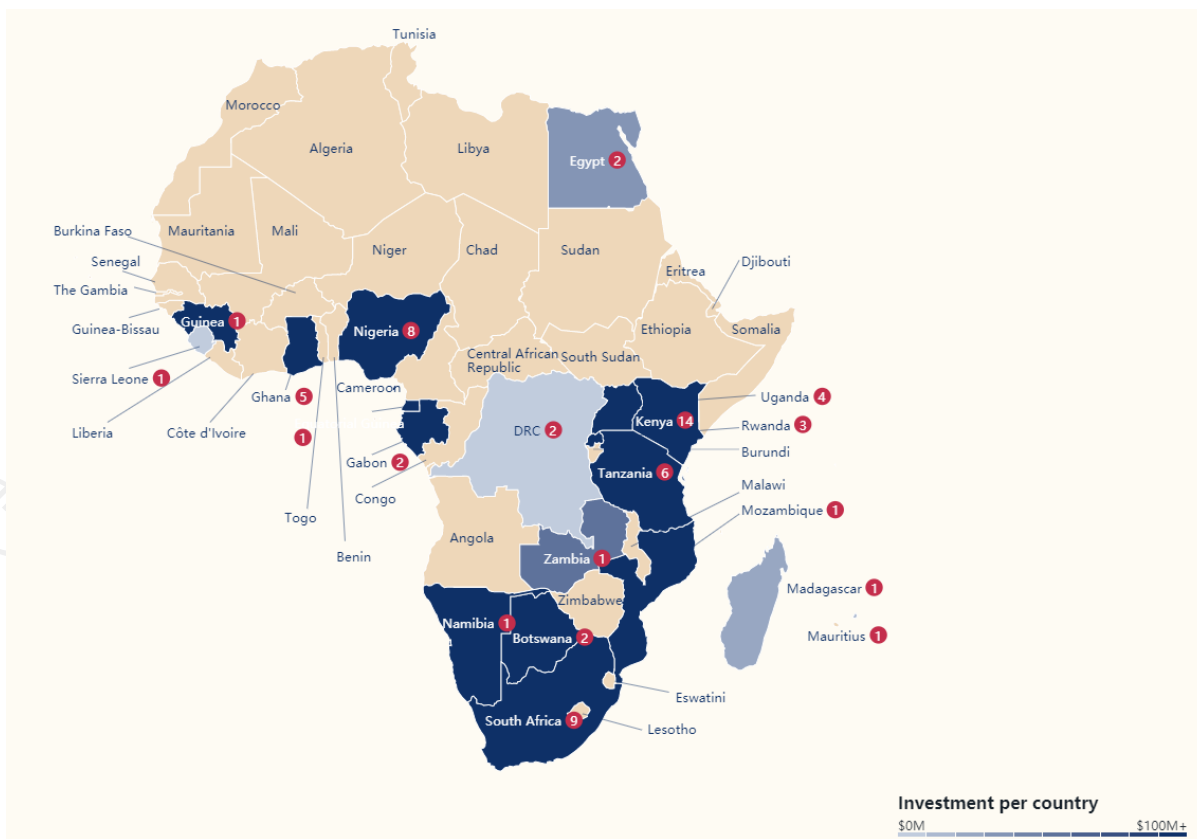 Tunisia
Morocco
Algeria
Libya
Egypt 2
Burkina Faso
Mauritania
Mali
Niger
Chad
Sudan
Senegal
Eritrea
Djibouti
The Gambia
Guinea 1
Guinea-Bissau
Nigeria 8
Ethiopia
Somalia
Central African
Republic
South Sudan
Sierra Leone 1
Cameroon
Ghana 5
Uganda 4
Liberia
Côte d'Ivoire
1
DRC 2
Kenya 14
Rwanda 3
Burundi
Gabon 2
Tanzania 6
Congo
Malawi
Togo
Mozambique 1
Angola
Benin
Zambia 1
Madagascar 1
Zimbabwe
Namibia 1
Botswana 2
Mauritius 1
Eswatini
South Africa 9
Lesotho
Investment per country
$0M $100M+